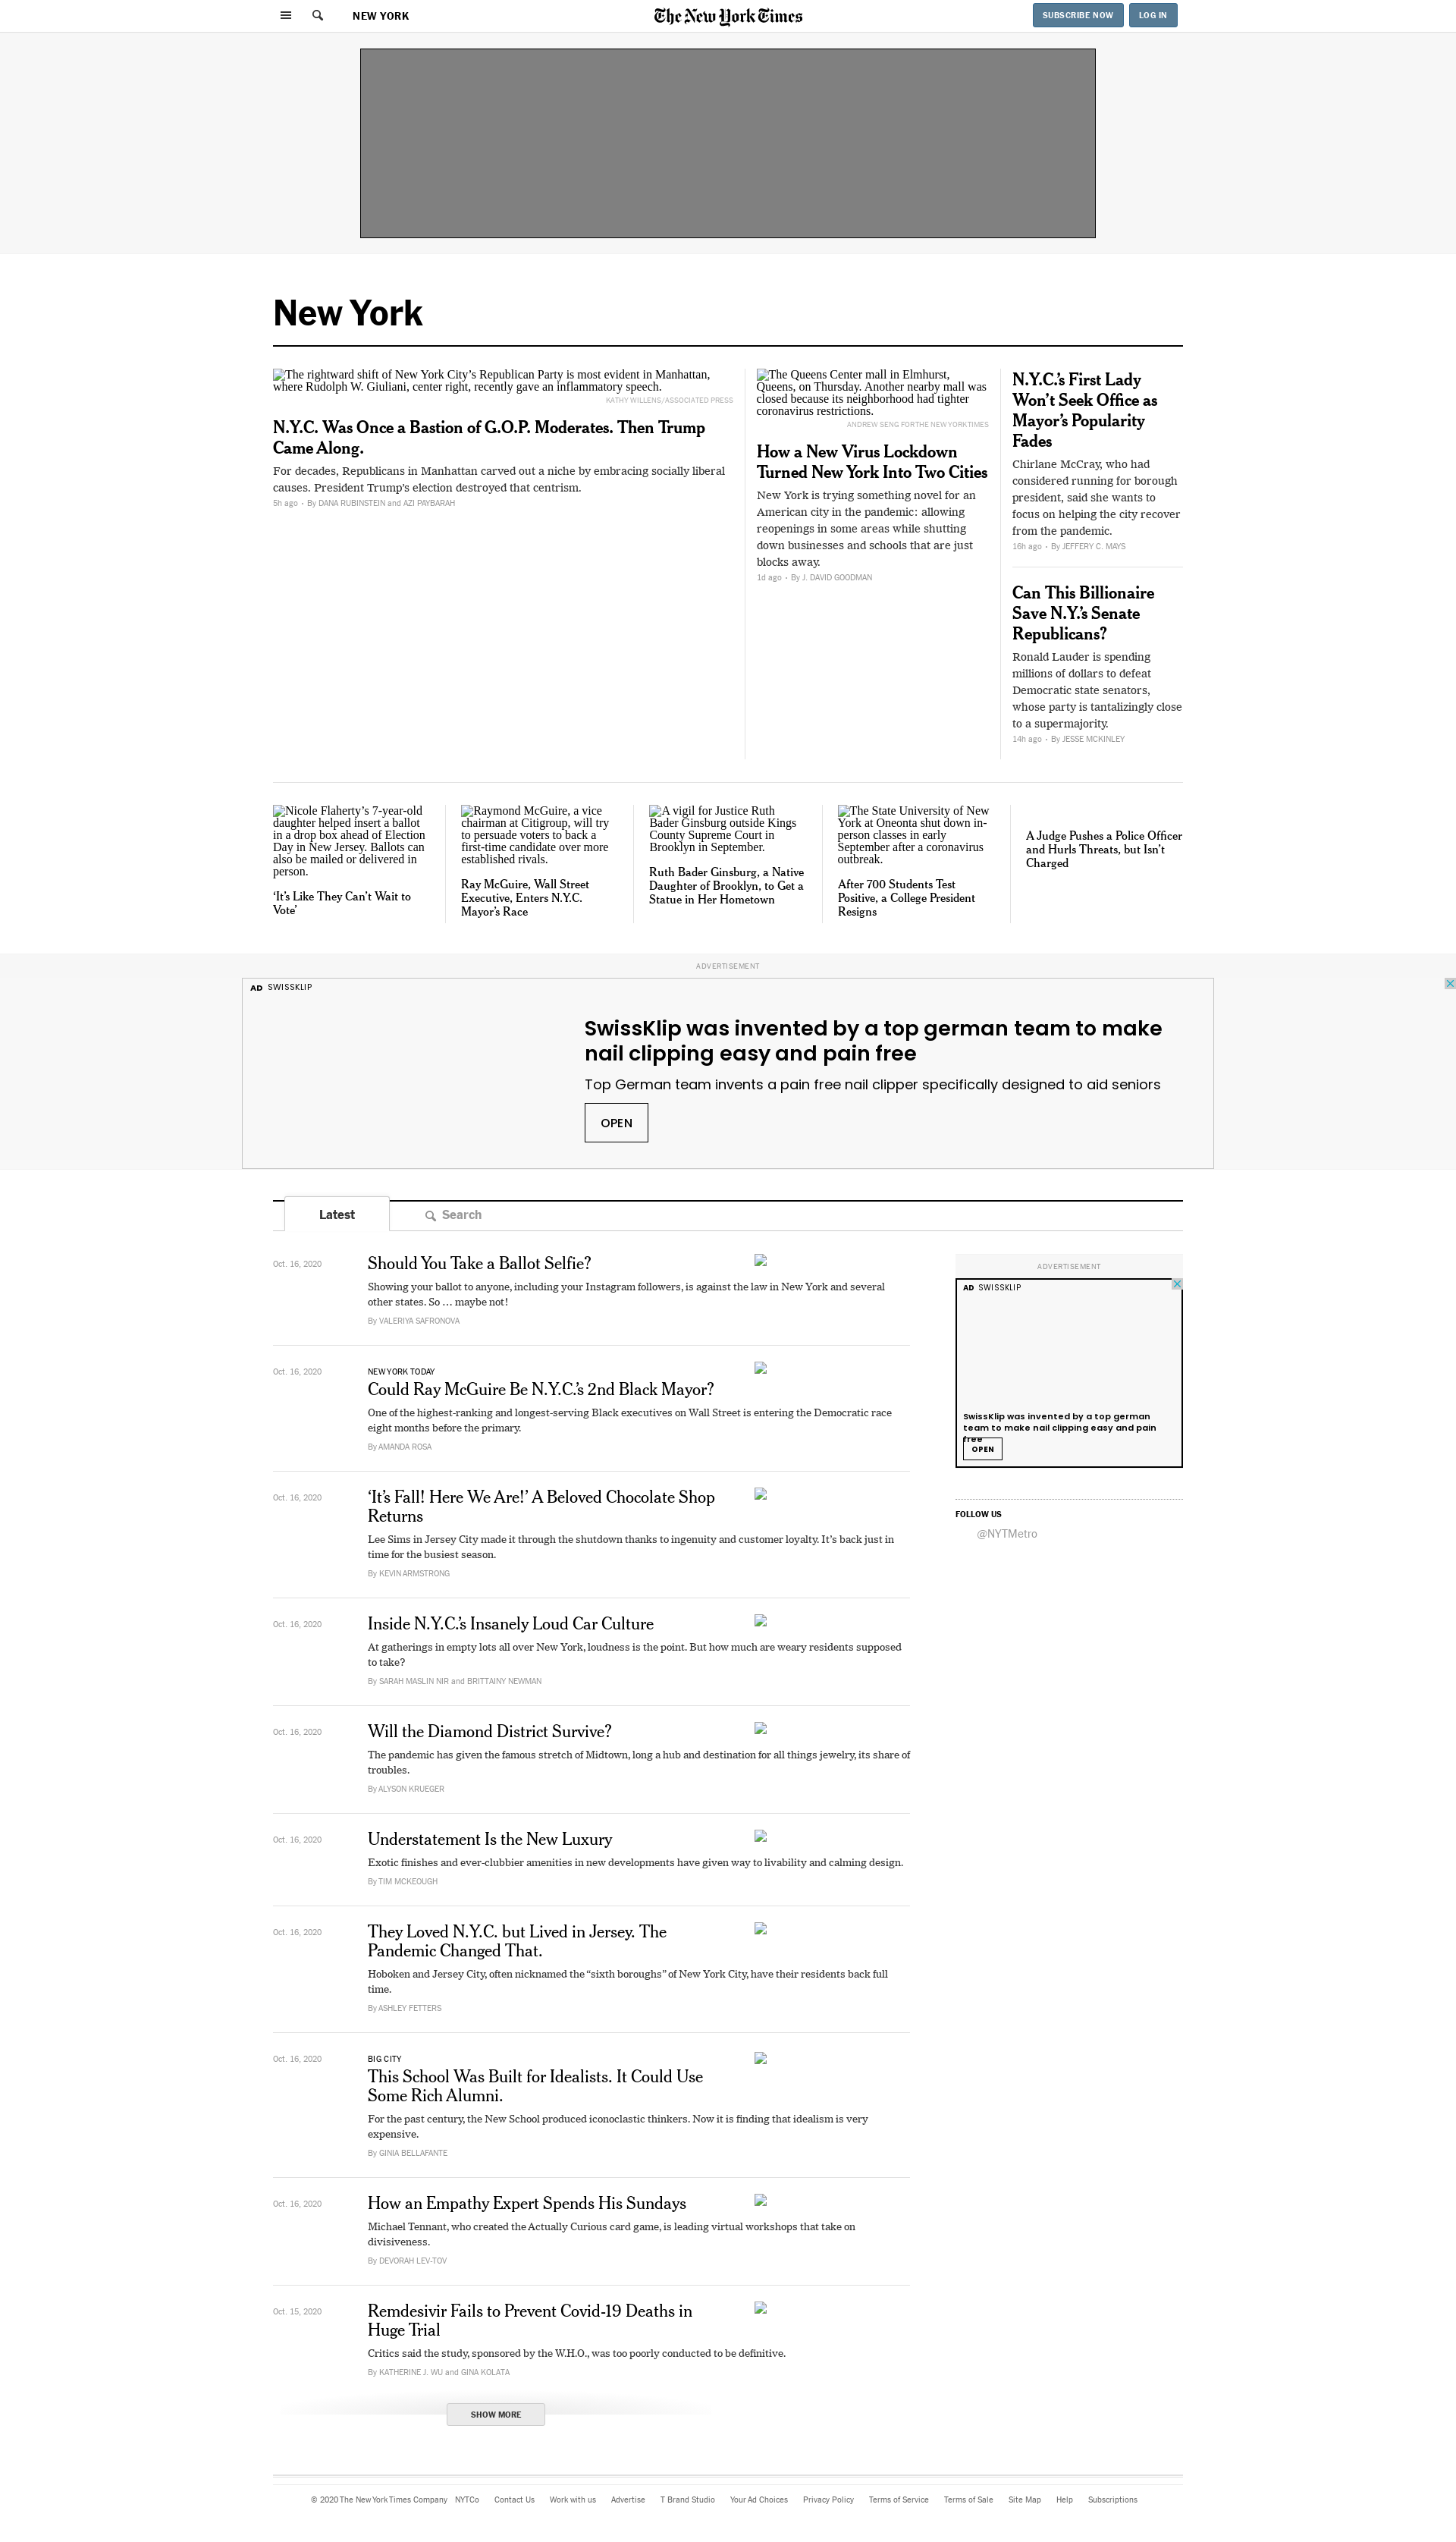 NEW YORK
The New York Times
SUBSCRIBE NOW
LOG IN
New York
The rightward shift of New York City’s Republican Party is most evident in Manhattan,
where Rudolph W. Giuliani, center right, recently gave an inflammatory speech.
KATHY WILLENS/ASSOCIATED PRESS
N.Y.C. Was Once a Bastion of G.O.P. Moderates. Then Trump
Came Along.
For decades, Republicans in Manhattan carved out a niche by embracing socially liberal
causes. President Trump’s election destroyed that centrism.
5h ago • By DANA RUBINSTEIN and AZI PAYBARAH
The Queens Center mall in Elmhurst,
Queens, on Thursday. Another nearby mall was
closed because its neighborhood had tighter
coronavirus restrictions.
ANDREW SENG FOR THE NEW YORK TIMES
How a New Virus Lockdown
Turned New York Into Two Cities
New York is trying something novel for an
American city in the pandemic: allowing
reopenings in some areas while shutting
down businesses and schools that are just
blocks away.
1d ago • By J. DAVID GOODMAN
N.Y.C.’s First Lady
Won’t Seek Office as
Mayor’s Popularity
Fades
Chirlane McCray, who had
considered running for borough
president, said she wants to
focus on helping the city recover
from the pandemic.
16h ago • By JEFFERY C. MAYS
Can This Billionaire
Save N.Y.’s Senate
Republicans?
Ronald Lauder is spending
millions of dollars to defeat
Democratic state senators,
whose party is tantalizingly close
to a supermajority.
14h ago • By JESSE MCKINLEY
Nicole Flaherty’s 7-year-old
daughter helped insert a ballot
in a drop box ahead of Election
Day in New Jersey. Ballots can
also be mailed or delivered in
person.
‘It’s Like They Can’t Wait to
Vote’
Raymond McGuire, a vice
chairman at Citigroup, will try
to persuade voters to back a
first-time candidate over more
established rivals.
Ray McGuire, Wall Street
Executive, Enters N.Y.C.
Mayor’s Race
A vigil for Justice Ruth
Bader Ginsburg outside Kings
County Supreme Court in
Brooklyn in September.
Ruth Bader Ginsburg, a Native
Daughter of Brooklyn, to Get a
Statue in Her Hometown
The State University of New
York at Oneonta shut down in-
person classes in early
September after a coronavirus
outbreak.
After 700 Students Test
Positive, a College President
Resigns
A Judge Pushes a Police Officer
and Hurls Threats, but Isn’t
Charged
ADVERTISEMENT
AD SWISSKLIP
SwissKlip was invented by a top german team to make
nail clipping easy and pain free
Top German team invents a pain free nail clipper specifically designed to aid seniors
OPEN
Latest
Search
Oct. 16, 2020
Should You Take a Ballot Selfie?
Showing your ballot to anyone, including your Instagram followers, is against the law in New York and several
other states. So … maybe not!
By VALERIYA SAFRONOVA
Oct. 16, 2020
NEW YORK TODAY
Could Ray McGuire Be N.Y.C.’s 2nd Black Mayor?
One of the highest-ranking and longest-serving Black executives on Wall Street is entering the Democratic race
eight months before the primary.
By AMANDA ROSA
Oct. 16, 2020
‘It’s Fall! Here We Are!’ A Beloved Chocolate Shop
Returns
Lee Sims in Jersey City made it through the shutdown thanks to ingenuity and customer loyalty. It’s back just in
time for the busiest season.
By KEVIN ARMSTRONG
Oct. 16, 2020
Inside N.Y.C.’s Insanely Loud Car Culture
At gatherings in empty lots all over New York, loudness is the point. But how much are weary residents supposed
to take?
By SARAH MASLIN NIR and BRITTAINY NEWMAN
Oct. 16, 2020
Will the Diamond District Survive?
The pandemic has given the famous stretch of Midtown, long a hub and destination for all things jewelry, its share of
troubles.
By ALYSON KRUEGER
Oct. 16, 2020
Understatement Is the New Luxury
Exotic finishes and ever-clubbier amenities in new developments have given way to livability and calming design.
By TIM MCKEOUGH
Oct. 16, 2020
They Loved N.Y.C. but Lived in Jersey. The
Pandemic Changed That.
Hoboken and Jersey City, often nicknamed the “sixth boroughs” of New York City, have their residents back full
time.
By ASHLEY FETTERS
Oct. 16, 2020
BIG CITY
This School Was Built for Idealists. It Could Use
Some Rich Alumni.
For the past century, the New School produced iconoclastic thinkers. Now it is finding that idealism is very
expensive.
By GINIA BELLAFANTE
Oct. 16, 2020
How an Empathy Expert Spends His Sundays
Michael Tennant, who created the Actually Curious card game, is leading virtual workshops that take on
divisiveness.
By DEVORAH LEV-TOV
Oct. 15, 2020
Remdesivir Fails to Prevent Covid-19 Deaths in
Huge Trial
Critics said the study, sponsored by the W.H.O., was too poorly conducted to be definitive.
By KATHERINE J. WU and GINA KOLATA
SHOW MORE
ADVERTISEMENT
AD SWISSKLIP
SwissKlip was invented by a top german
team to make nail clipping easy and pain
free
OPEN
FOLLOW US
@NYTMetro
© 2020 The New York Times Company NYTCo Contact Us Work with us Advertise T Brand Studio Your Ad Choices Privacy Policy Terms of Service Terms of Sale Site Map Help Subscriptions